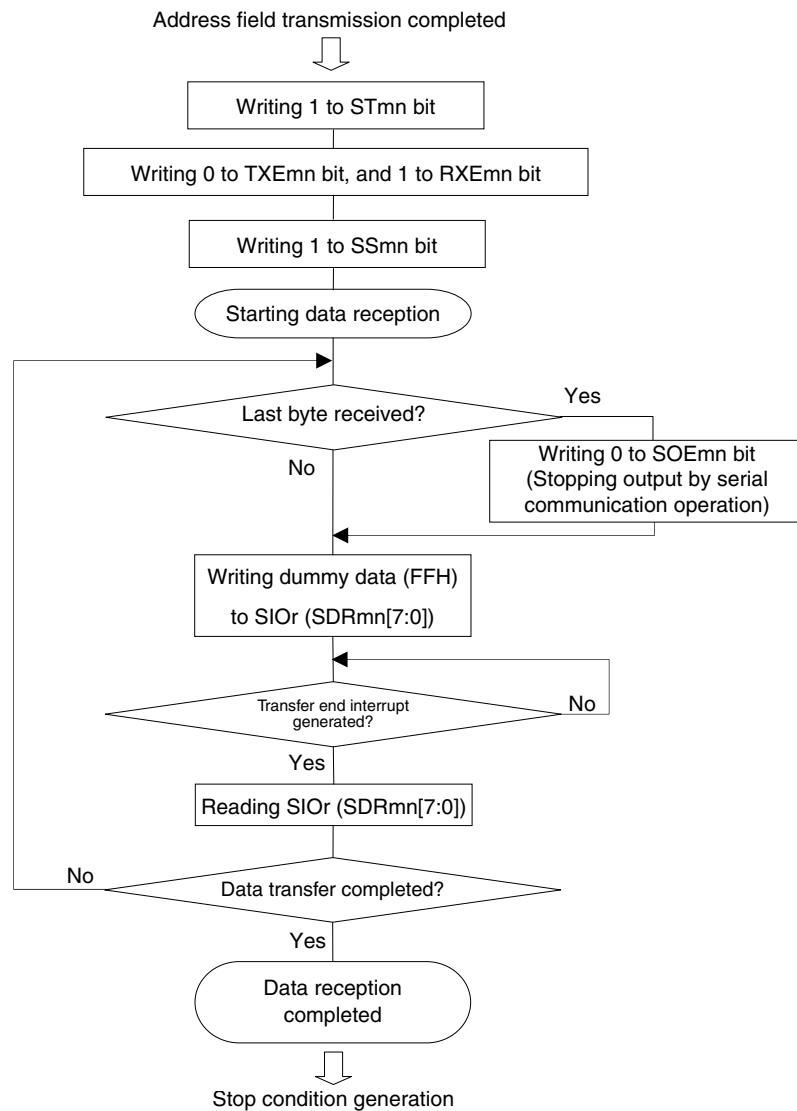 Address field transmission completed
Writing 1 to STmn bit
Writing 0 to TXEmn bit, and 1 to RXEmn bit
Writing 1 to SSmn bit
Starting data reception
Last byte received?
Yes
No
Writing 0 to SOEmn bit
(Stopping output by serial
communication operation)
Writing dummy data (FFH)
to SIOr (SDRmn[7:0])
Transfer end interrupt
generated?
No
Yes
Reading SIOr (SDRmn[7:0])
No
Data transfer completed?
Yes
Data reception
completed
Stop condition generation